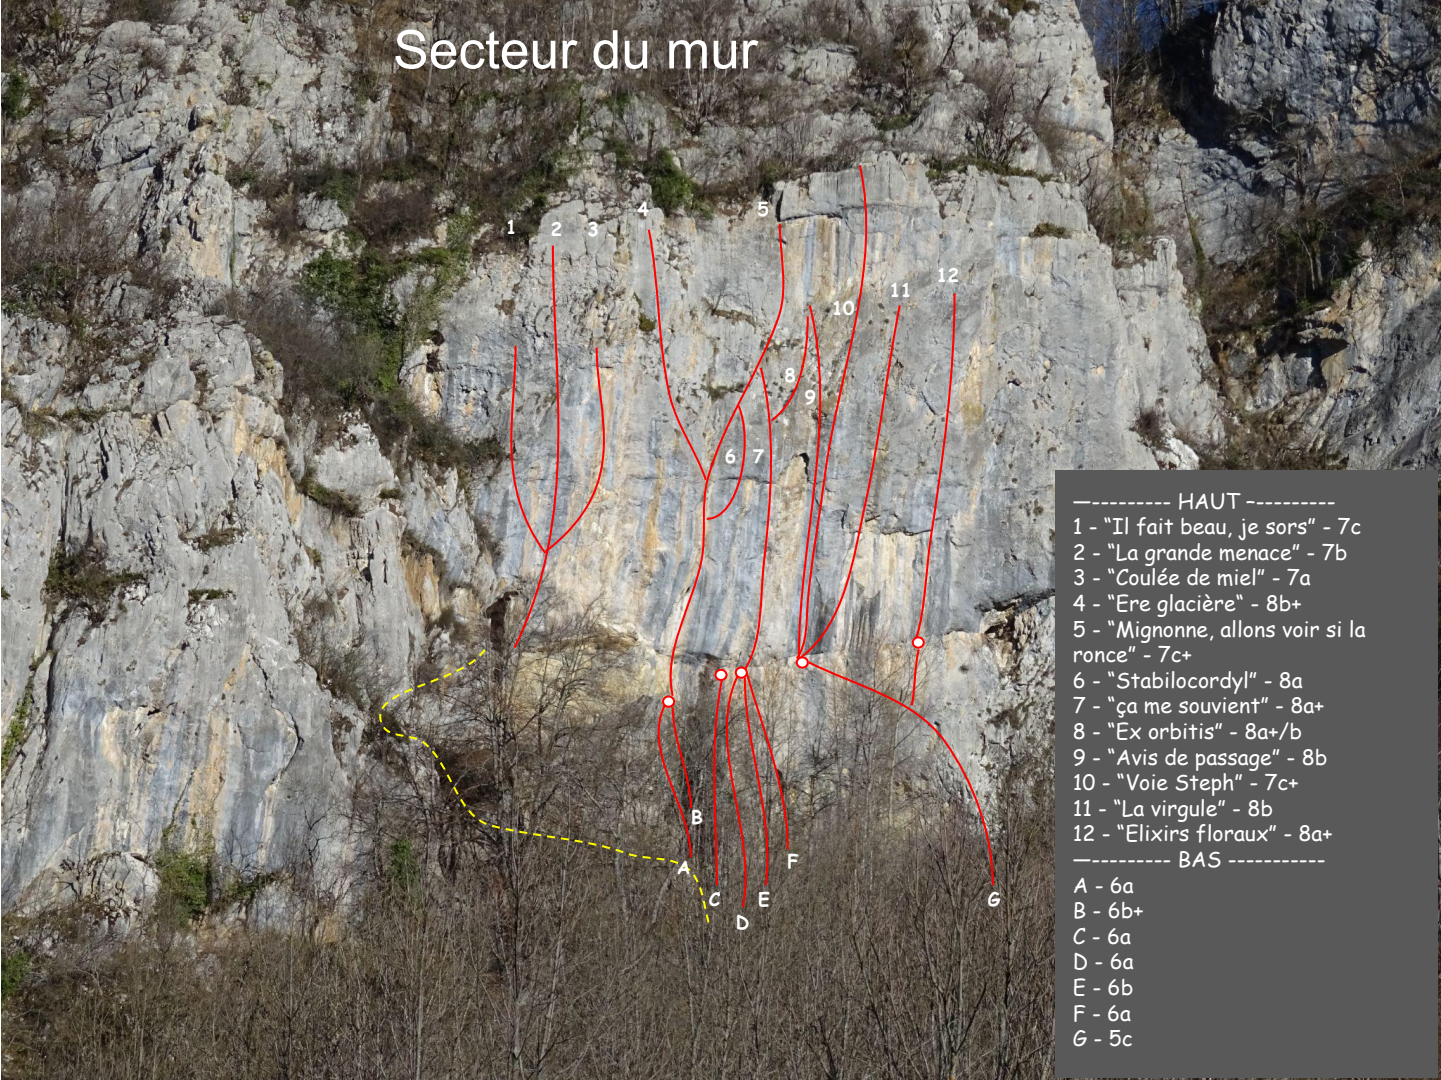 Secteur du mur
1
2
3
4
5
6
7
8
9
10
11
12
A
B
C
D
E
F
G
—--------- HAUT –----------
1 - “Il fait beau, je sors” - 7c
2 - “La grande menace” - 7b
3 - “Coulée de miel” - 7a
4 - “Ere glacière“ - 8b+
5 - “Mignonne, allons voir si la
ronce” - 7c+
6 - “Stabilocordyl” - 8a
7 - “ça me souvient” - 8a+
8 - “Ex orbitis” - 8a+/b
9 - “Avis de passage” - 8b
10 - “Voie Steph” - 7c+
11 - “La virgule” - 8b
12 - “Elixirs floraux” - 8a+
—--------- BAS -----------
A - 6a
B - 6b+
C - 6a
D - 6a
E - 6b
F - 6a
G - 5c